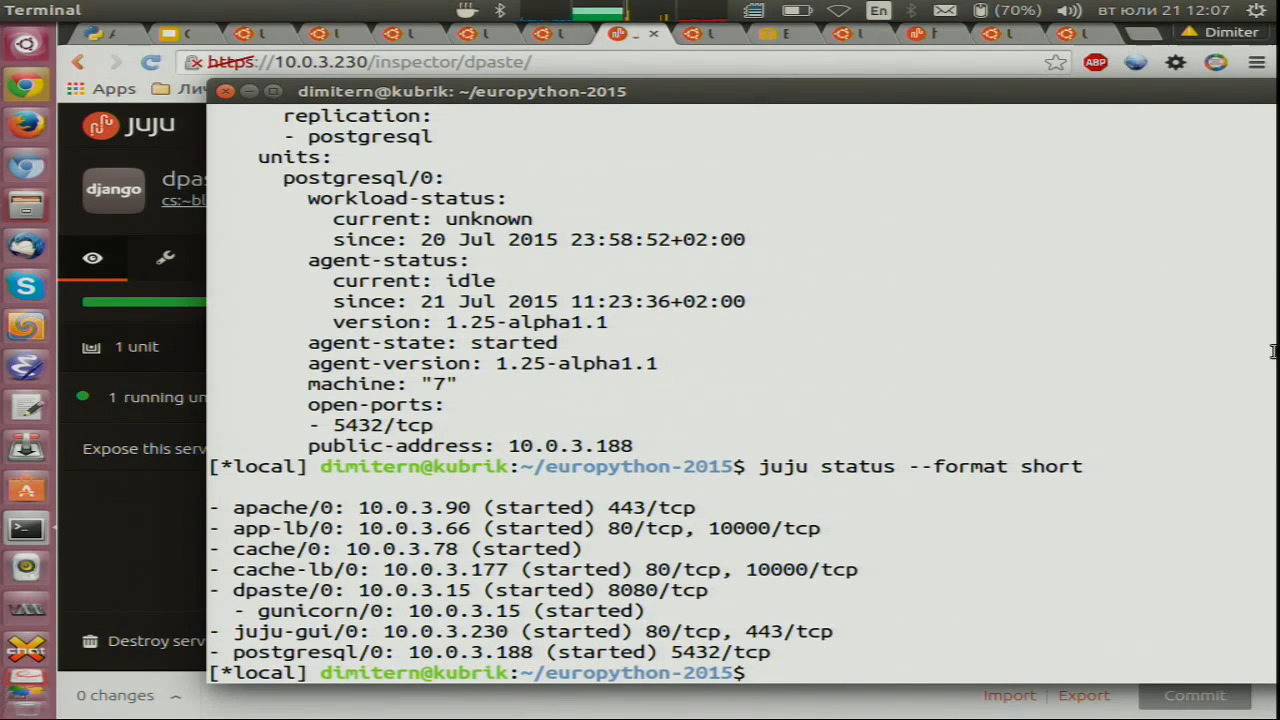 Terminal
En
(70%)
вт юли 21 12:07
Dimiter
https://10.0.3.230/inspector/dpaste/
ABP
Apps
Ли
dimitern@kubrik: ~/europython-2015
juju
django
dpa
cs:~bl
1 unit
1 running un
Expose this serv
Destroy serv
0 changes
replication:
- postgresql
units:
postgresql/0:
workload-status:
current: unknown
since: 20 Jul 2015 23:58:52+02:00
agent-status:
current: idle
since: 21 Jul 2015 11:23:36+02:00
version: 1.25-alpha1.1
agent-state: started
agent-version: 1.25-alpha1.1
machine: "7"
open-ports:
- 5432/tcp
public-address: 10.0.3.188
[*local] dimitern@kubrik:~/europython-2015$ juju status --format short
- apache/0: 10.0.3.90 (started) 443/tcp
- app-lb/0: 10.0.3.66 (started) 80/tcp, 10000/tcp
- cache/0: 10.0.3.78 (started)
- cache-lb/0: 10.0.3.177 (started) 80/tcp, 10000/tcp
- dpaste/0: 10.0.3.15 (started) 8080/tcp
- gunicorn/0: 10.0.3.15 (started)
- juju-gui/0: 10.0.3.230 (started) 80/tcp, 443/tcp
- postgresql/0: 10.0.3.188 (started) 5432/tcp
[*local] dimitern@kubrik:~/europython-2015$
Import
Export
Commit